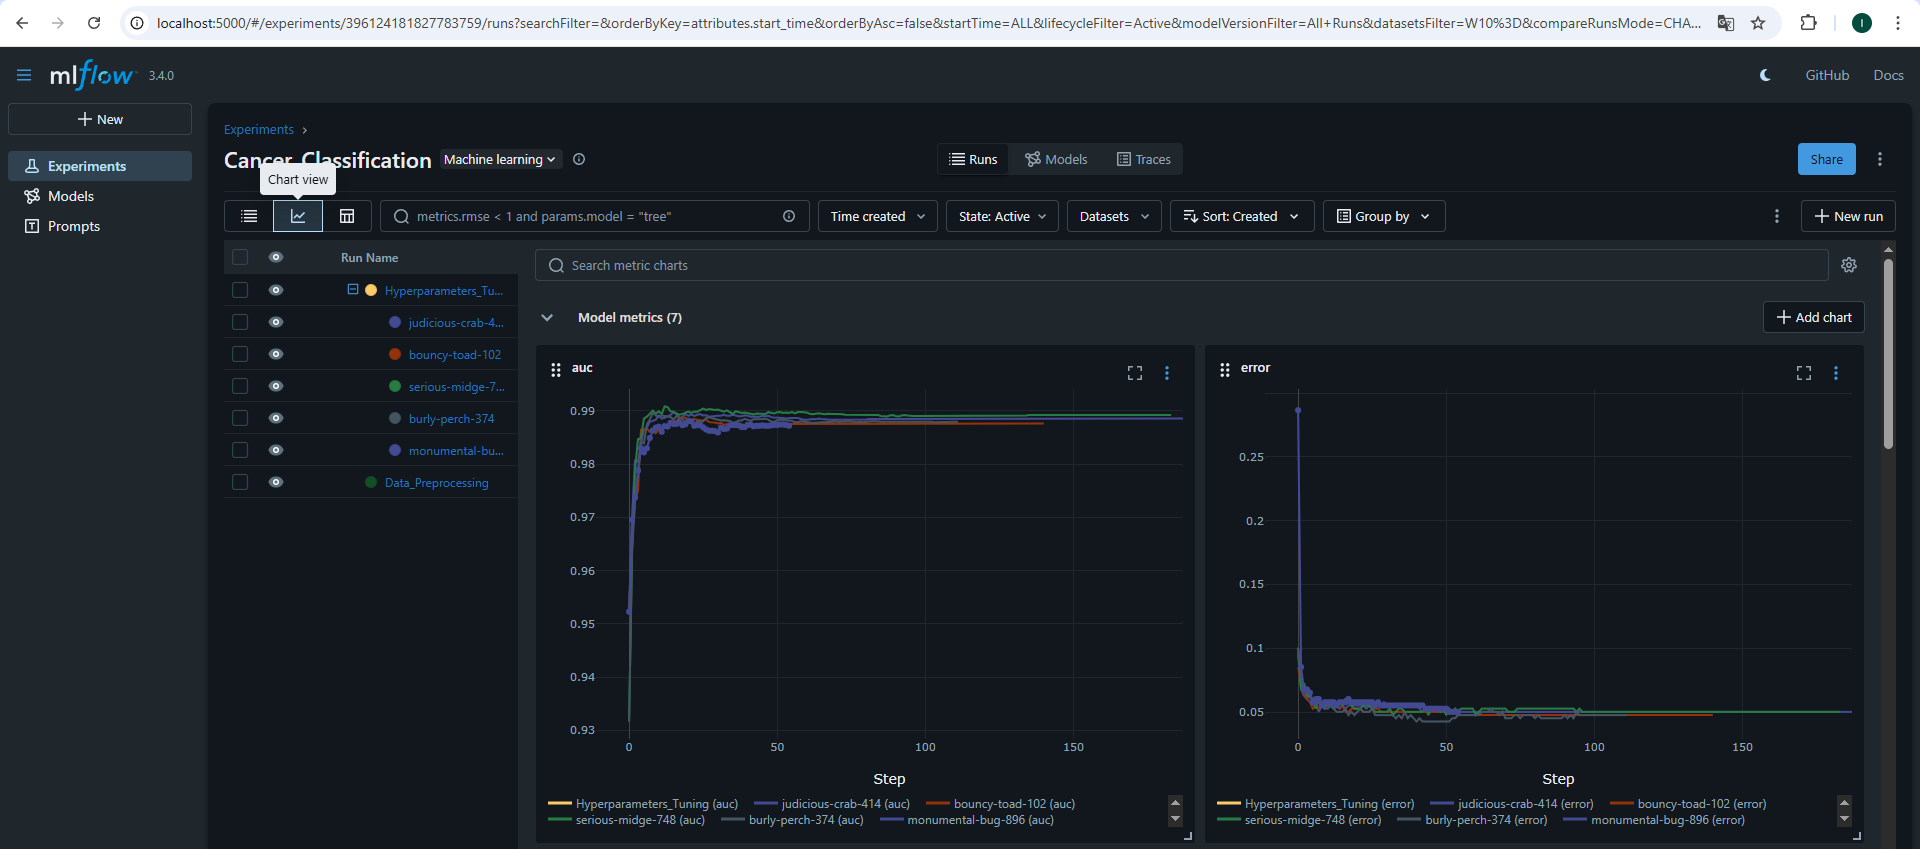 localhost:5000/#/experiments/396124181827783759/runs?searchFilter=&orderByKey=attributes.start_time&orderByAsc=false&startTime=ALL&lifecycleFilter=Active&modelVersionFilter=All+Runs&datasetsFilter=W10%3D&compareRunsMode=CHA...
I
mlflow 3.4.0
GitHub Docs
New
Experiments
Models
Prompts
Experiments
Cancer_Classification Machine learning
Runs Models Traces
Share
Chart view
metrics.rmse < 1 and params.model = "tree"
Time created State: Active Datasets Sort: Created Group by
New run
Run Name
Hyperparameters_Tu...
judicious-crab-4...
bouncy-toad-102
serious-midge-7...
burly-perch-374
monumental-bu...
Data_Preprocessing
Search metric charts
Model metrics (7)
Add chart
auc
0.99
0.98
0.97
0.96
0.95
0.94
0.93
0 50 100 150
Step
Hyperparameters_Tuning (auc) judicious-crab-414 (auc) bouncy-toad-102 (auc)
serious-midge-748 (auc) burly-perch-374 (auc) monumental-bug-896 (auc)
error
0.25
0.2
0.15
0.1
0.05
0 50 100 150
Step
Hyperparameters_Tuning (error) judicious-crab-414 (error) bouncy-toad-102 (error)
serious-midge-748 (error) burly-perch-374 (error) monumental-bug-896 (error)